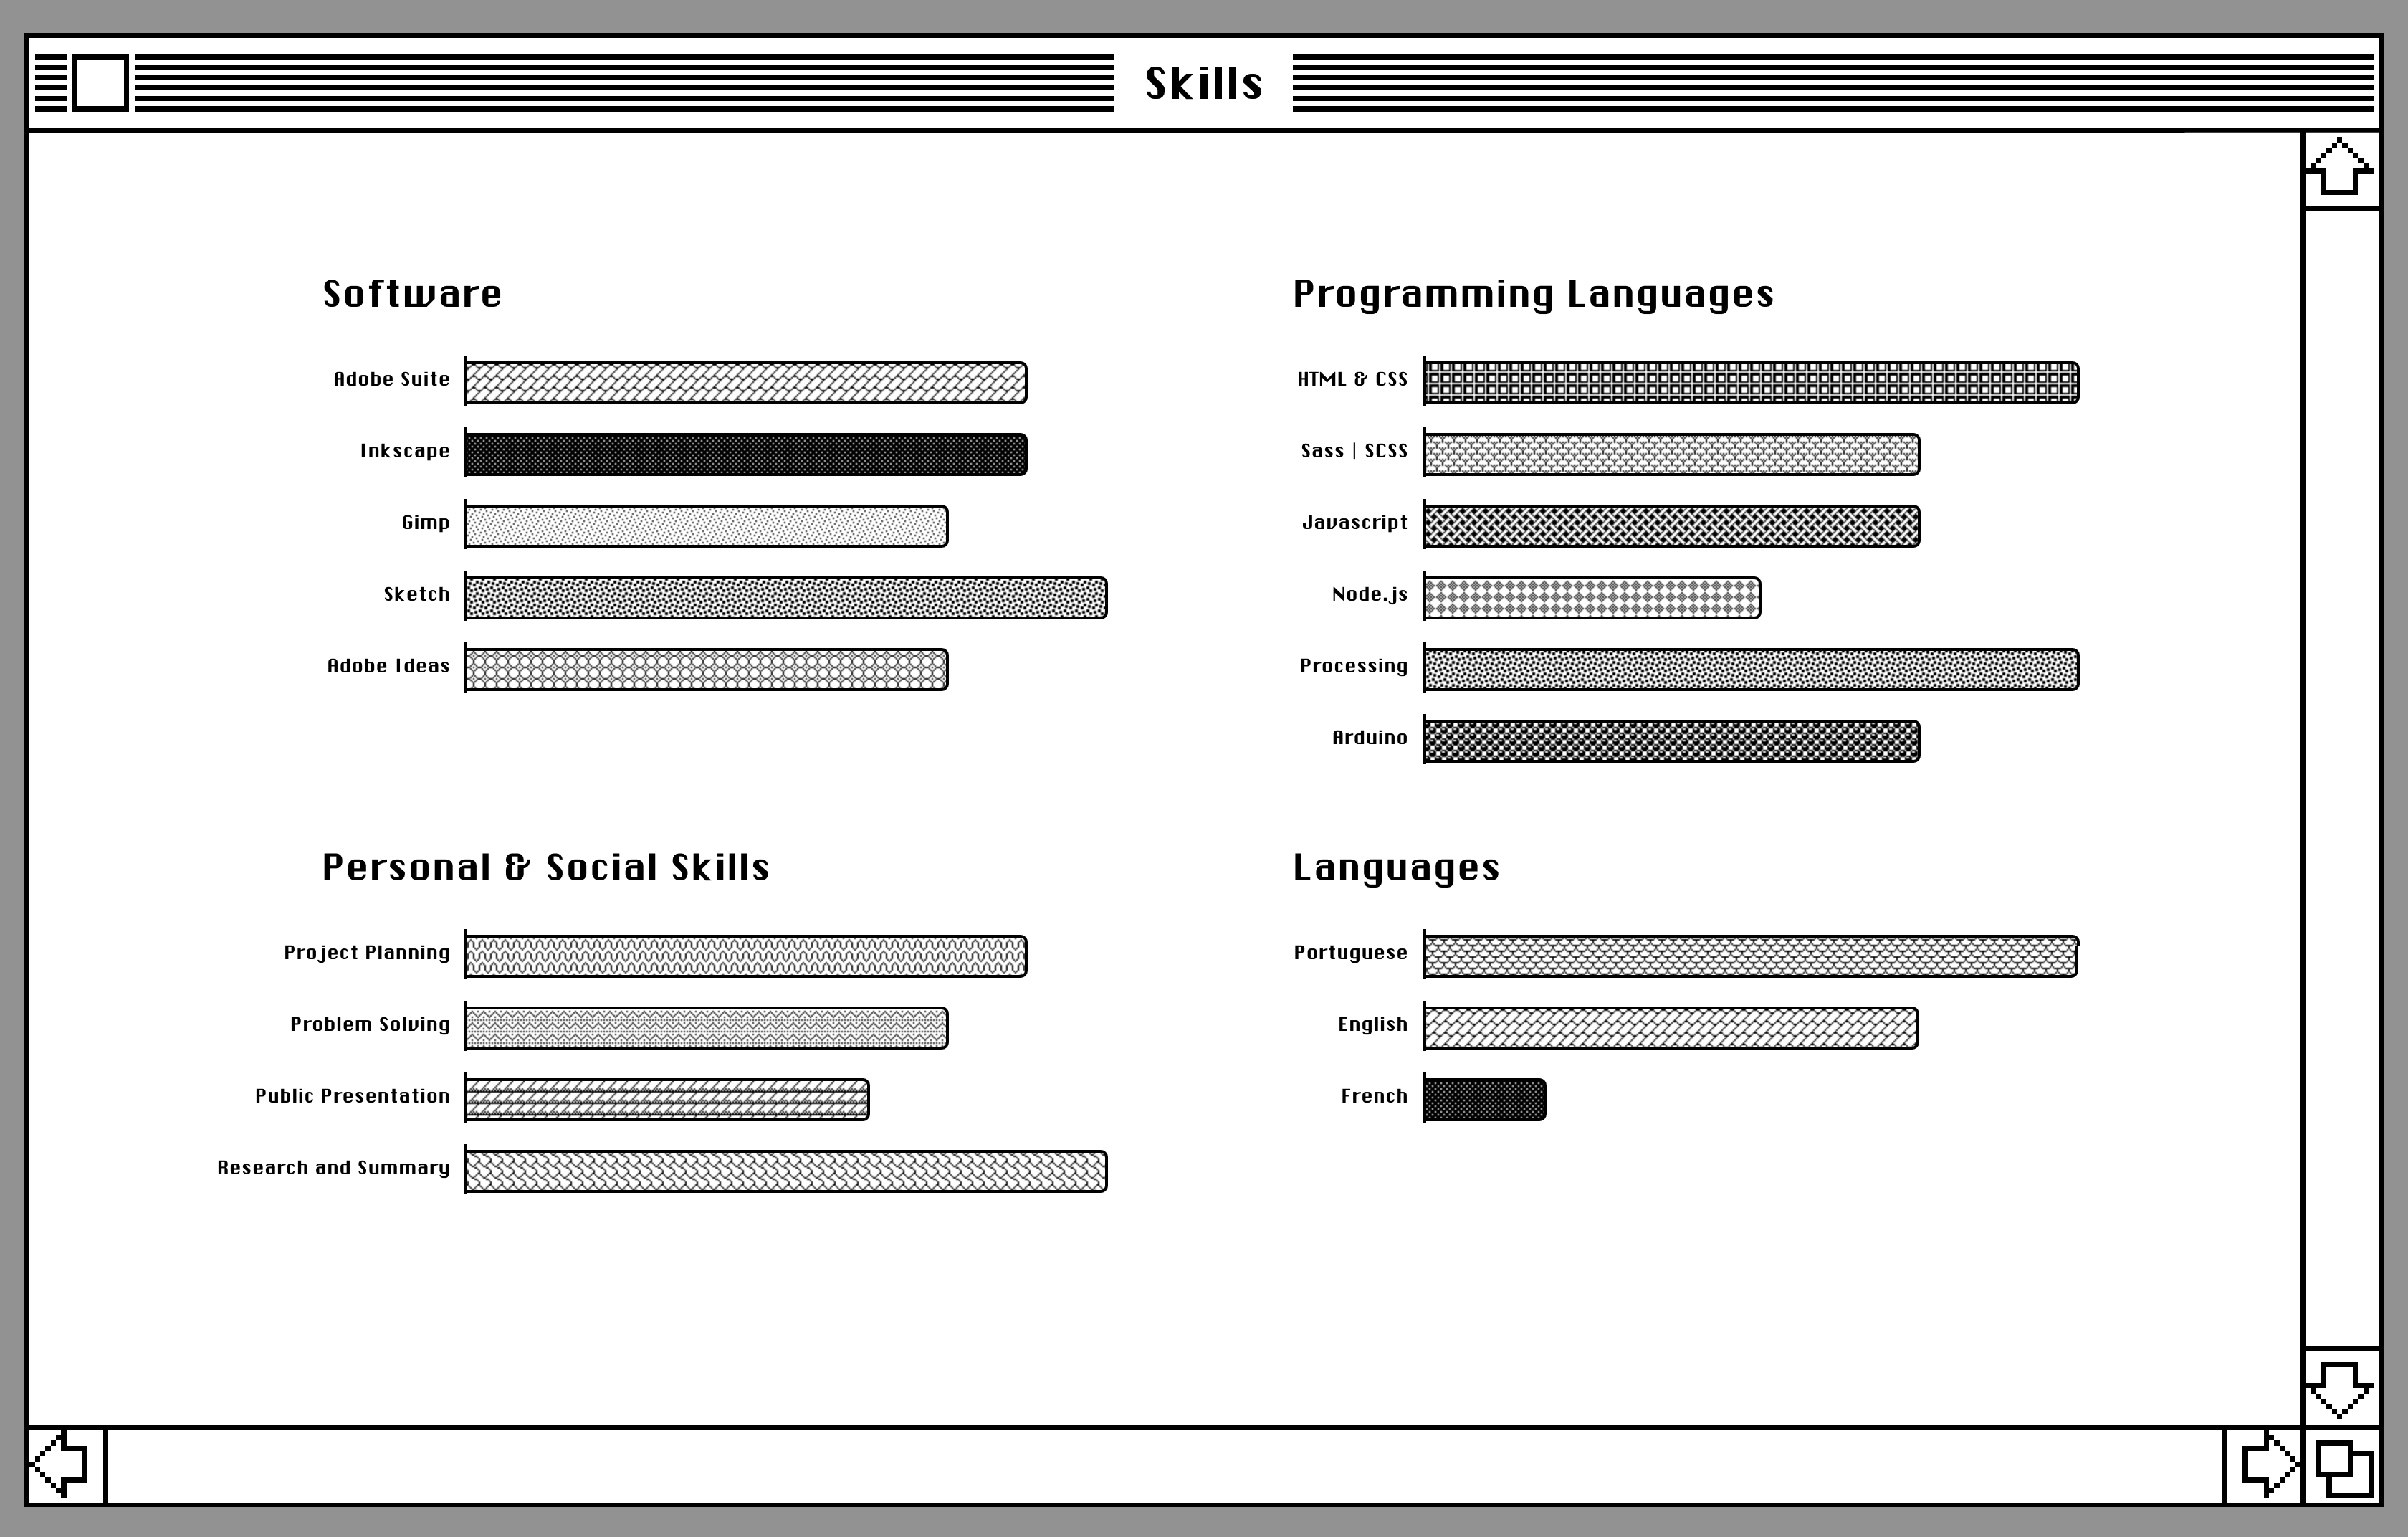 Skills
Software
Adobe Suite
Inkscape
Gimp
Sketch
Adobe Ideas
Programming Languages
HTML & CSS
Sass | SCSS
Javascript
Node.js
Processing
Arduino
Personal & Social Skills
Project Planning
Problem Solving
Public Presentation
Research and Summary
Languages
Portuguese
English
French